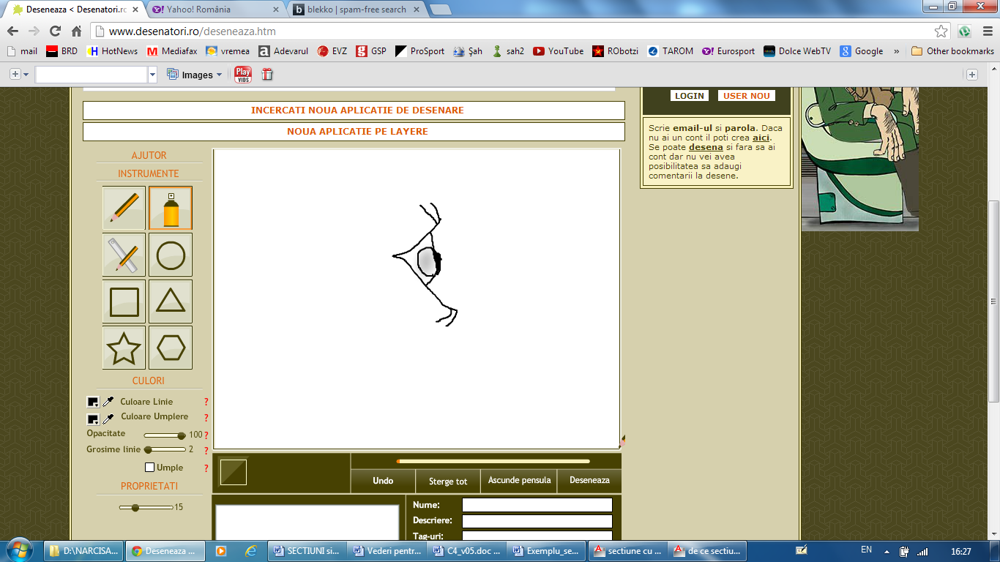 Deseneaza < Desenatori.rc
Yahoo! România
blekko | spam-free search
www.desenatori.ro/deseneaza.htm
mail BRD HotNews Mediafax vremea Adevarul EVZ GSP ProSport Şah sah2 YouTube RObotzi TAROM Eurosport Dolce WebTV Google » Other bookmarks
Images Play VIDS
LOGIN USER NOU
INCERCATI NOUA APLICATIE DE DESENARE
NOUA APLICATIE PE LAYERE
Scrie email-ul si parola. Daca
nu ai un cont il poti crea aici.
Se poate desena si fara sa ai
cont dar nu vei avea
posibilitatea sa adaugi
comentarii la desene.
AJUTOR
INSTRUMENTE
CULORI
Culoare Linie ?
Culoare Umplere ?
Opacitate 100 ?
Grosime linie 2 ?
Umple ?
PROPRIETATI
15
Undo Sterge tot Ascunde pensula Deseneaza
Nume:
Descriere:
Tag-uri:
D:\NARCISA... Deseneaza ... SECTIUNI si... Vederi pentr... C4_v05.doc ... Exemplu_se... sectiune cu ... de ce sectiu... EN 16:27